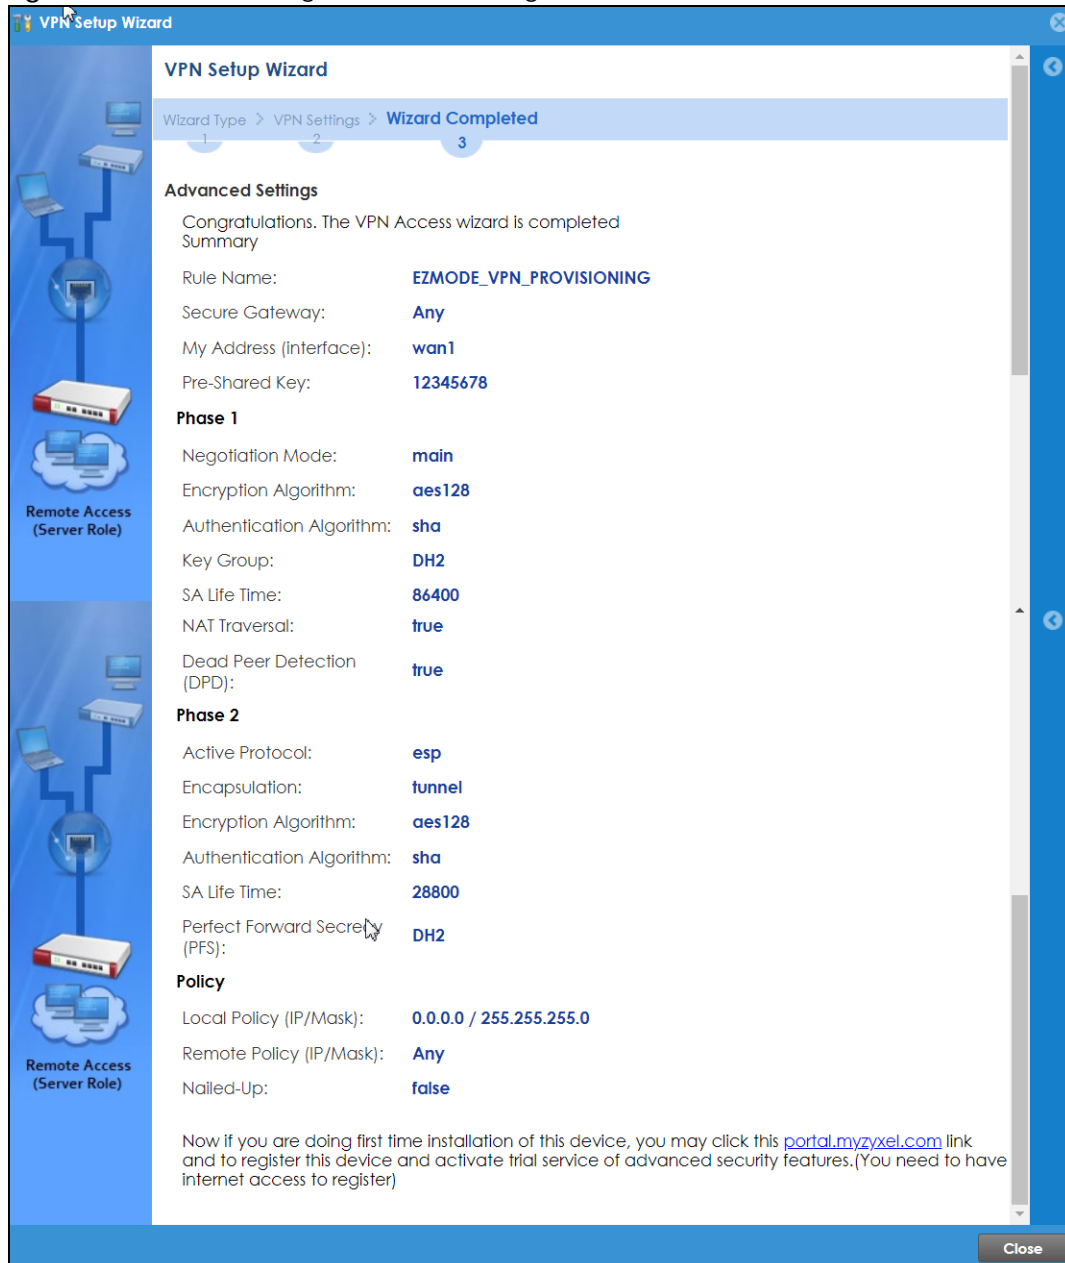 VPN Setup Wizard
VPN Setup Wizard
Wizard Type > VPN Settings > Wizard Completed
1 2 3
Advanced Settings
Congratulations. The VPN Access wizard is completed
Summary
Rule Name: EZMODE_VPN_PROVISIONING
Secure Gateway: Any
My Address (interface): wan1
Pre-Shared Key: 12345678
Phase 1
Negotiation Mode: main
Encryption Algorithm: aes128
Authentication Algorithm: sha
Key Group: DH2
SA Life Time: 86400
NAT Traversal: true
Dead Peer Detection
(DPD): true
Phase 2
Active Protocol: esp
Encapsulation: tunnel
Encryption Algorithm: aes128
Authentication Algorithm: sha
SA Life Time: 28800
Perfect Forward Secrecy
(PFS): DH2
Policy
Local Policy (IP/Mask): 0.0.0.0 / 255.255.255.0
Remote Policy (IP/Mask): Any
Nailed-Up: false
Now if you are doing first time installation of this device, you may click this portal.myzyxel.com link
and to register this device and activate trial service of advanced security features.(You need to have
internet access to register)
Remote Access
(Server Role)
Remote Access
(Server Role)
Close